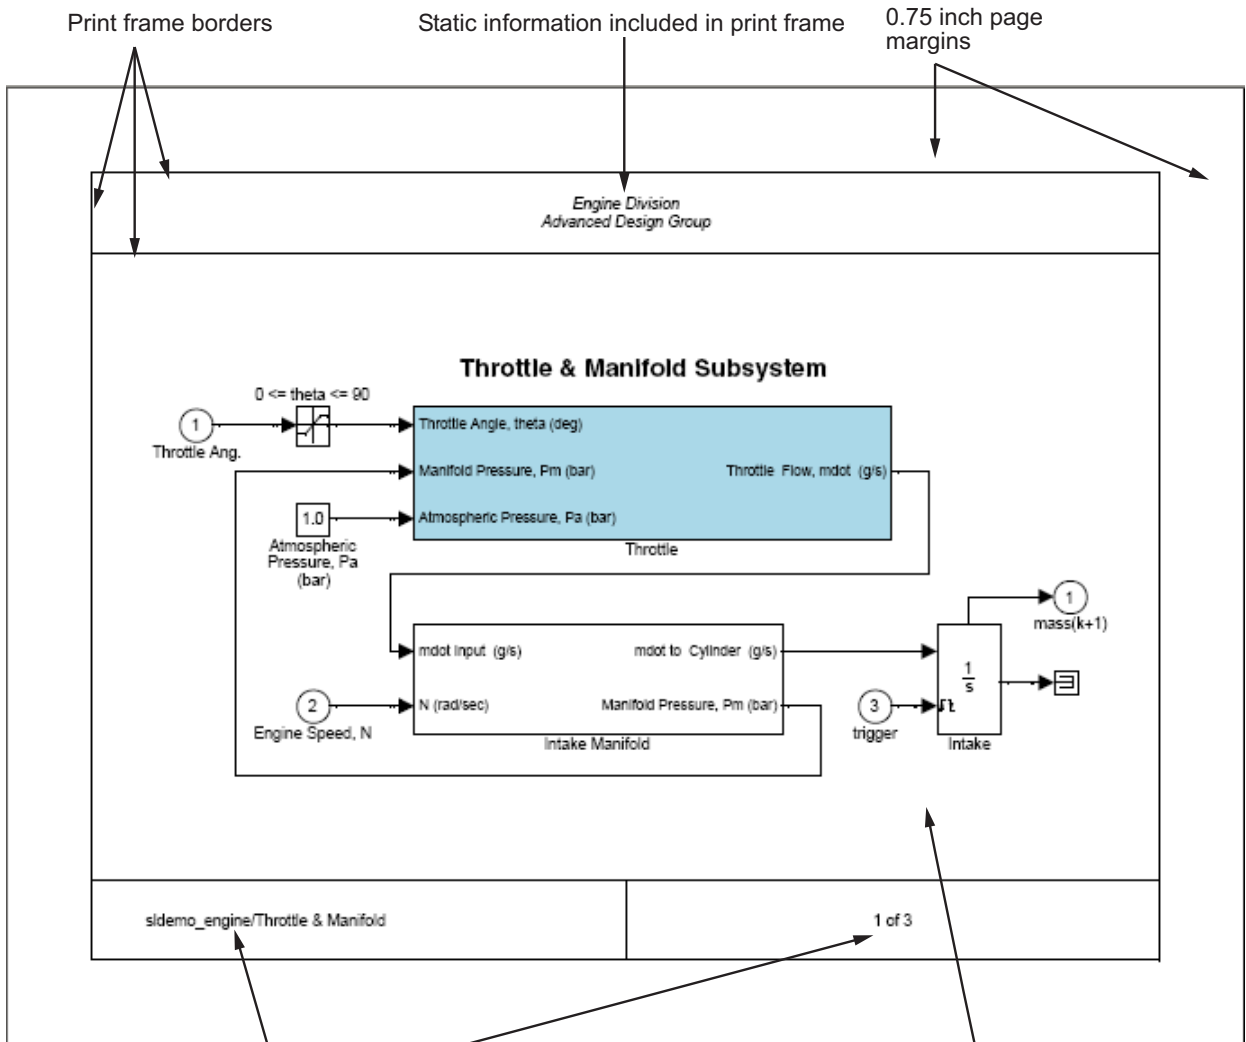 Print frame borders
Static information included in print frame
0.75 inch page
margins
Engine Division
Advanced Design Group
Throttle & Manifold Subsystem
0 <= theta <= 90
1
Throttle Ang.
Throttle Angle, theta (deg)
Manifold Pressure, Pm (bar)
Throttle Flow, mdot (g/s)
1.0
Atmospheric Pressure, Pa (bar)
Atmospheric
Pressure, Pa
(bar)
Throttle
1
mass(k+1)
mdot Input (g/s)
mdot to Cylinder (g/s)
1
s
2
N (rad/sec)
Manifold Pressure, Pm (bar)
3
Engine Speed, N
trigger
Intake Manifold
Intake
sldemo_engine/Throttle & Manifold
1 of 3